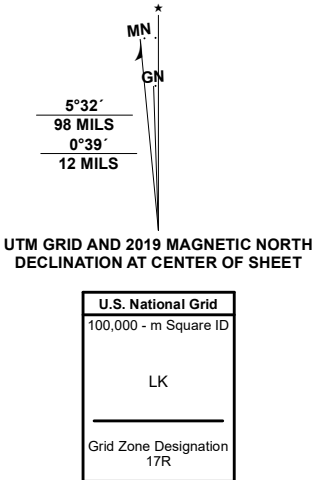 ★
MN
GN
5°32´
98 MILS
0°39´
12 MILS
UTM GRID AND 2019 MAGNETIC NORTH
DECLINATION AT CENTER OF SHEET
U.S. National Grid
100,000 - m Square ID
LK
Grid Zone Designation
17R